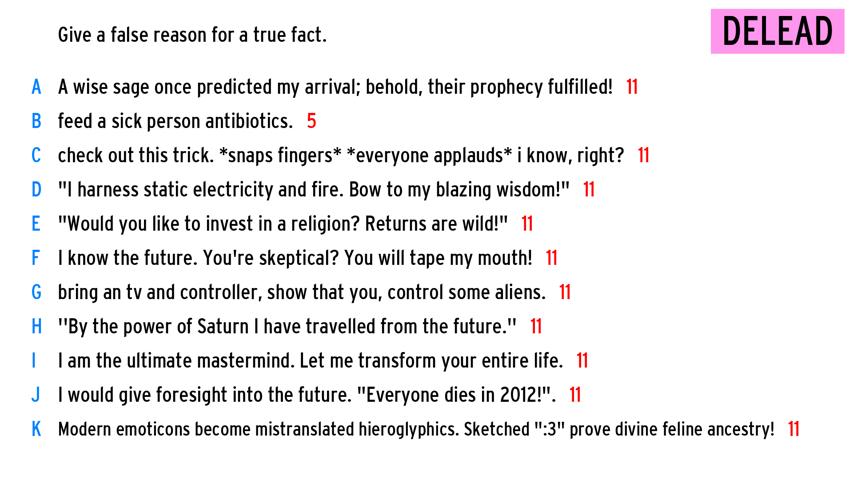 Give a false reason for a true fact.
DELEAD
A A wise sage once predicted my arrival; behold, their prophecy fulfilled! 11
B feed a sick person antibiotics. 5
C check out this trick. *snaps fingers* *everyone applauds* i know, right? 11
D "I harness static electricity and fire. Bow to my blazing wisdom!" 11
E "Would you like to invest in a religion? Returns are wild!" 11
F I know the future. You're skeptical? You will tape my mouth! 11
G bring an tv and controller, show that you, control some aliens. 11
H ''By the power of Saturn I have travelled from the future.'' 11
I I am the ultimate mastermind. Let me transform your entire life. 11
J I would give foresight into the future. "Everyone dies in 2012!". 11
K Modern emoticons become mistranslated hieroglyphics. Sketched ":3" prove divine feline ancestry! 11